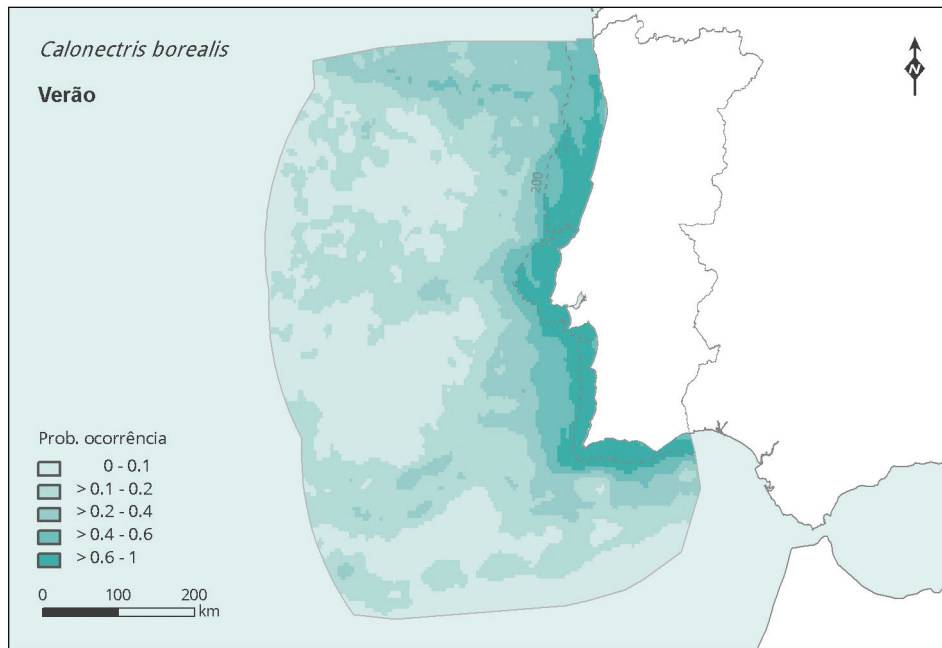 Calonectris borealis
Verão
N
200
Prob. ocorrência
0 - 0.1
> 0.1 - 0.2
> 0.2 - 0.4
> 0.4 - 0.6
> 0.6 - 1
0 100 200
km